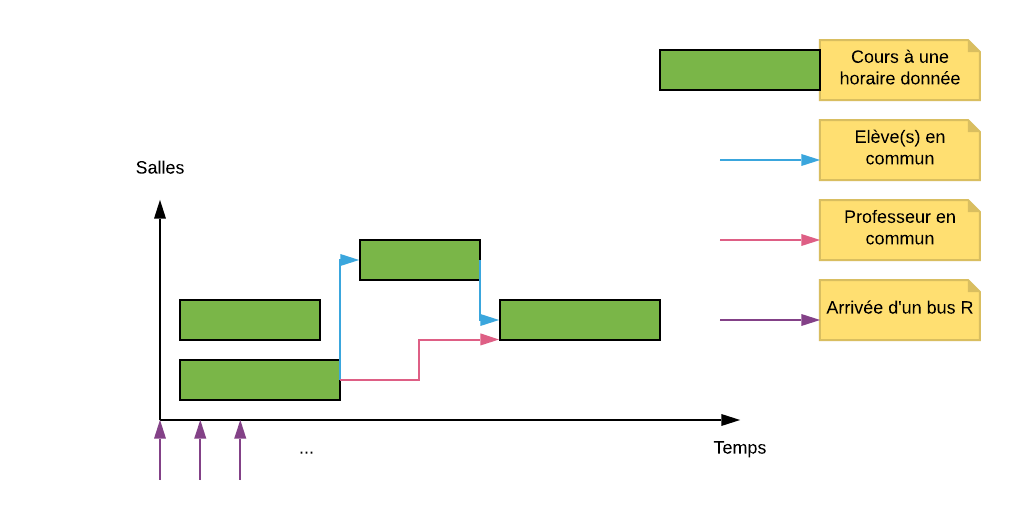 Cours à une
horaire donnée
Elève(s) en
commun
Salles
Professeur en
commun
Arrivée d'un bus R
...
Temps